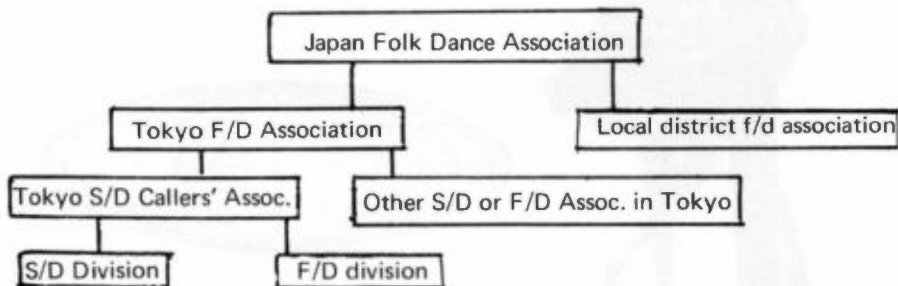 Japan Folk Dance Association
Tokyo F/D Association
Local district f/d association
Tokyo S/D Callers' Assoc.
Other S/D or F/D Assoc. in Tokyo
S/D Division
F/D division